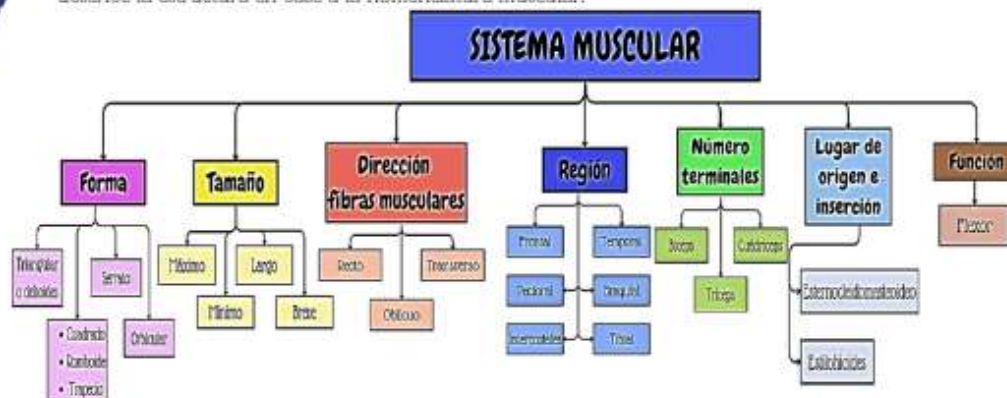 SISTEMA MUSCULAR
Forma
Triangular
o deltoides
Serrato
• Cuadrado
• Romboide
• Trapecio
Orbicular
Tamaño
Máximo
Largo
Mínimo
Breve
Dirección
fibras musculares
Recto
Transverso
Oblicuo
Región
Frontal
Temporal
Pectoral
Braquial
Intercostales
Tibial
Número
terminales
Bíceps
Cuádriceps
Tríceps
Lugar de
origen e
inserción
Esternocleidomastoideo
Estilohioides
Función
Flexor